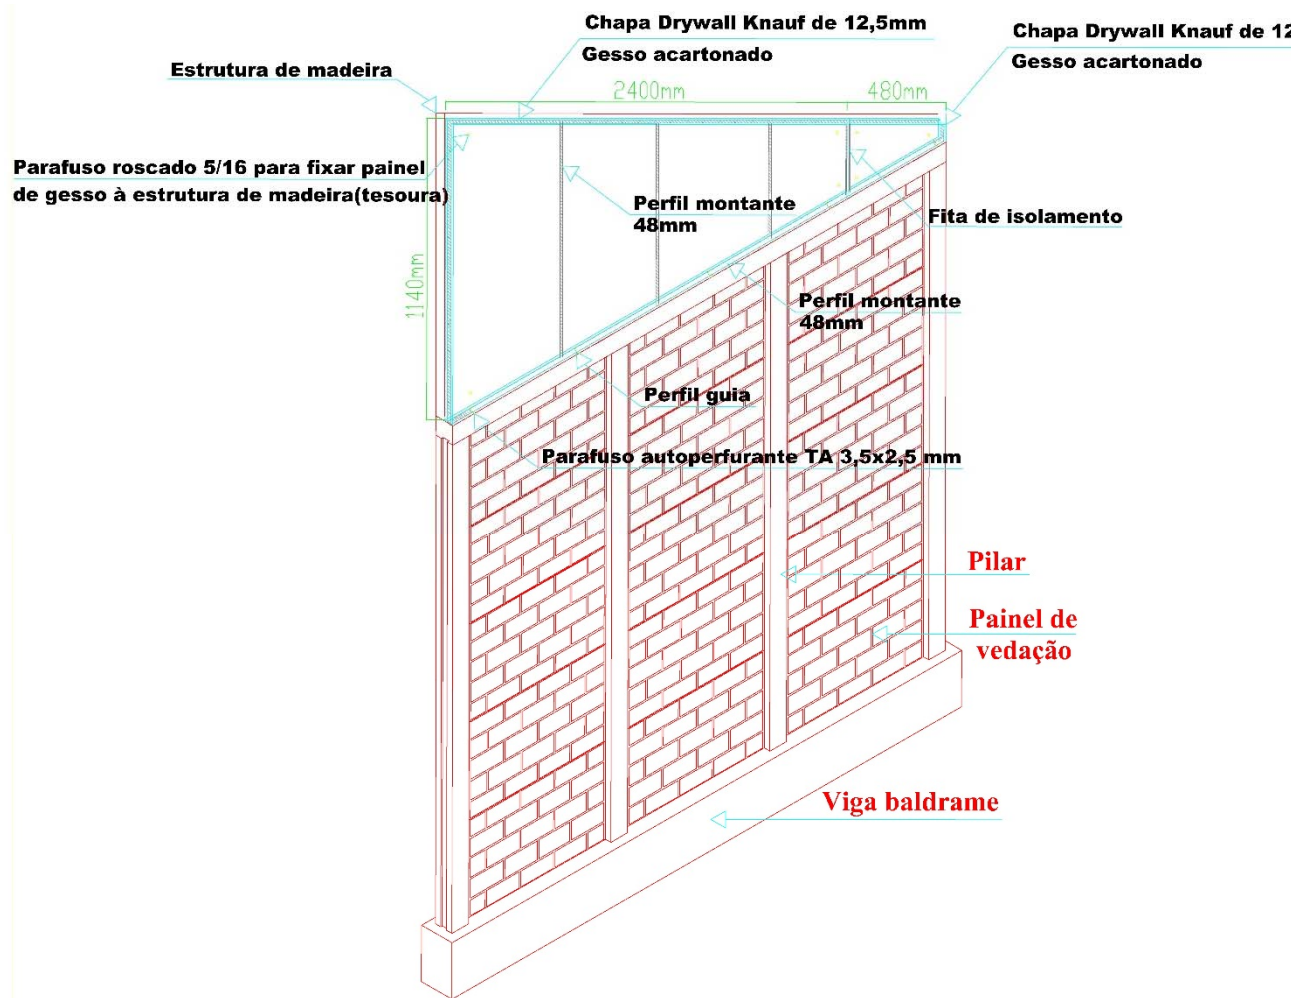 Chapa Drywall Knauf de 12,5mm
Gesso acartonado
Chapa Drywall Knauf de 12
Gesso acartonado
Estrutura de madeira
2400mm
480mm
Parafuso roscado 5/16 para fixar painel
de gesso à estrutura de madeira(tesoura)
Perfil montante
48mm
Fita de isolamento
1140mm
Perfil montante
48mm
Perfil guia
Parafuso autoperfurante TA 3,5x2,5 mm
Pilar
Painel de
vedação
Viga baldrame